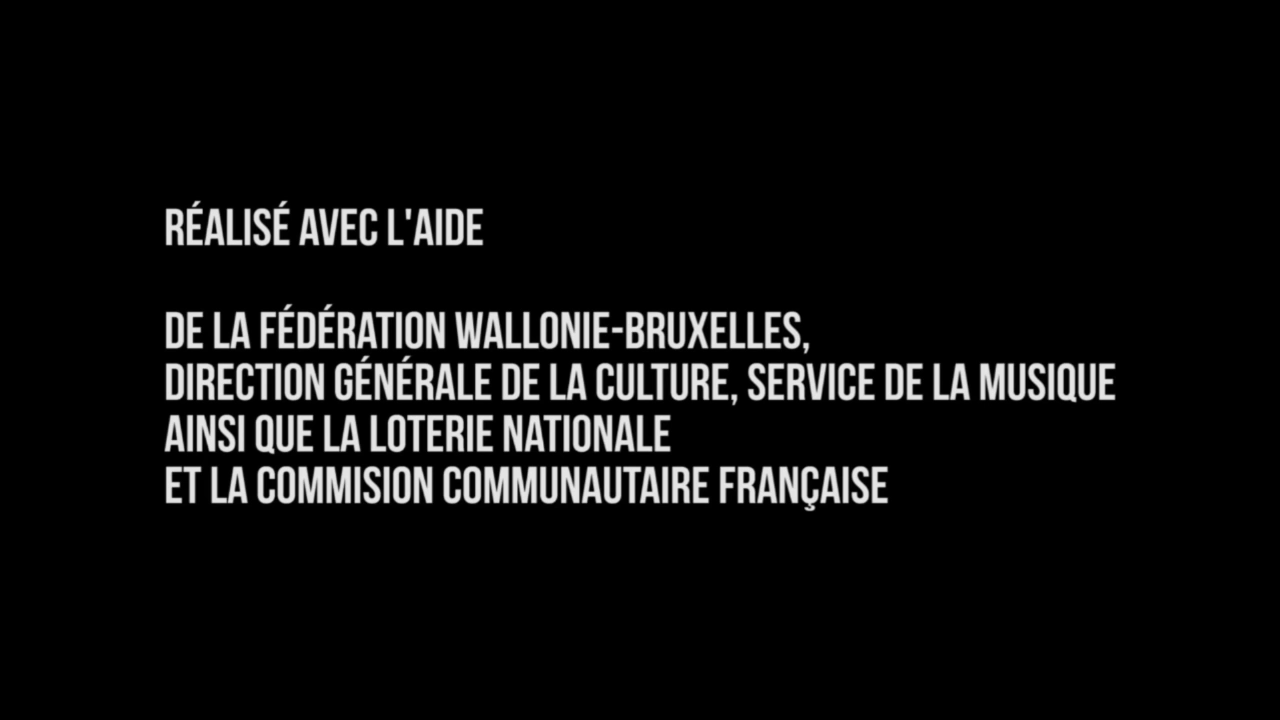 RÉALISÉ AVEC L'AIDE
DE LA FÉDÉRATION WALLONIE-BRUXELLES,
DIRECTION GÉNÉRALE DE LA CULTURE, SERVICE DE LA MUSIQUE
AINSI QUE LA LOTERIE NATIONALE
ET LA COMMISION COMMUNAUTAIRE FRANÇAISE